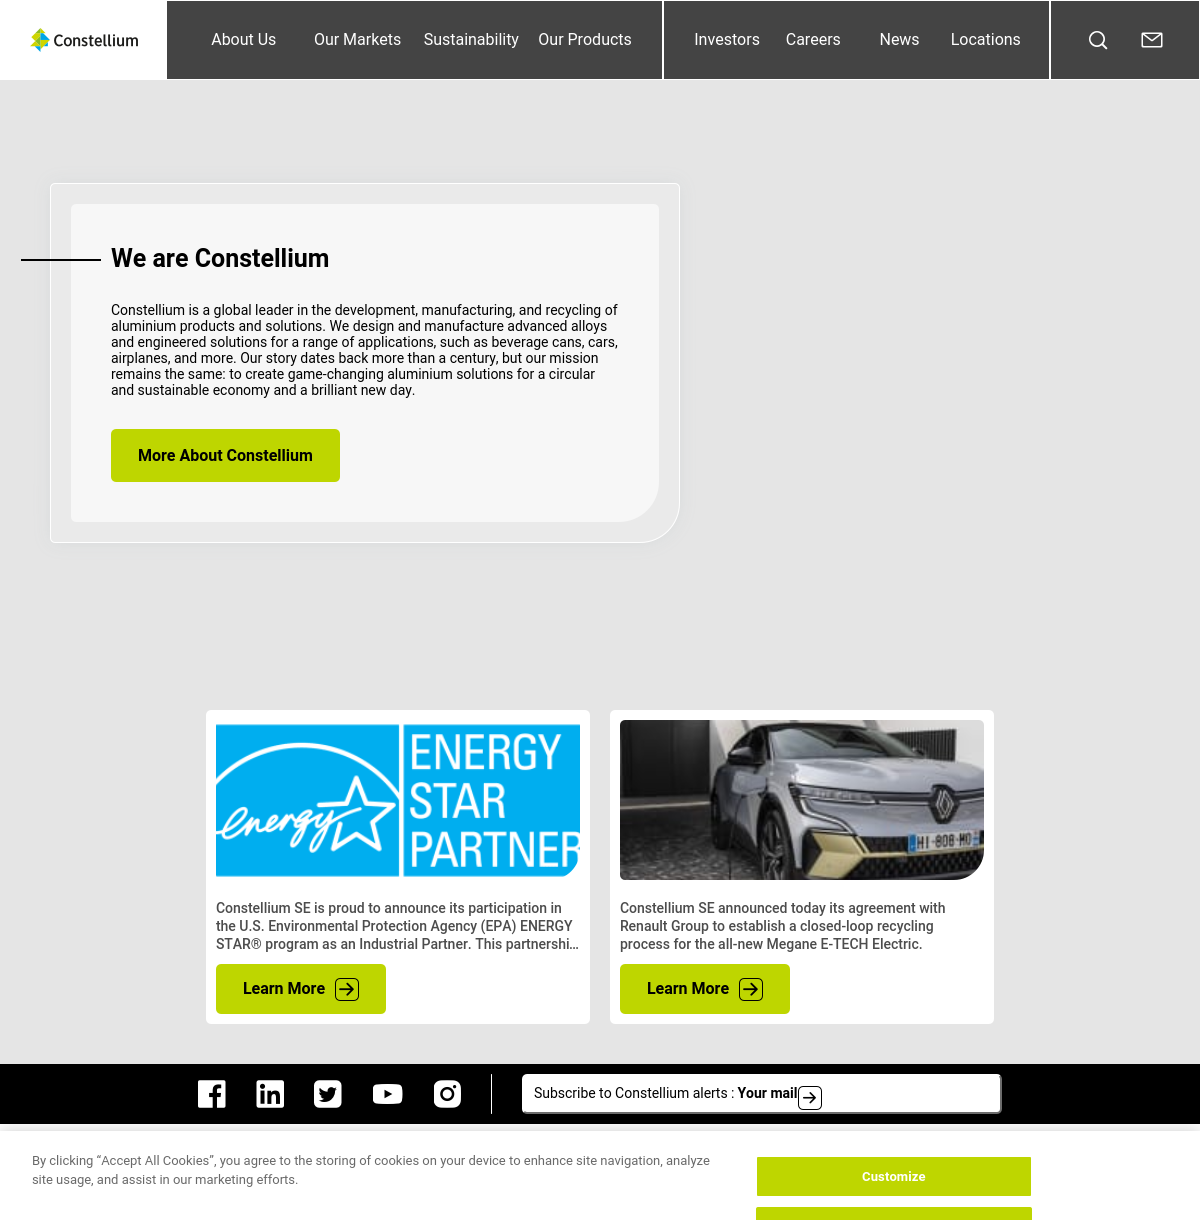 Constellium
About Us
Our Markets
Sustainability
Our Products
Investors
Careers
News
Locations
We are Constellium
Constellium is a global leader in the development, manufacturing, and recycling of
aluminium products and solutions. We design and manufacture advanced alloys
and engineered solutions for a range of applications, such as beverage cans, cars,
airplanes, and more. Our story dates back more than a century, but our mission
remains the same: to create game-changing aluminium solutions for a circular
and sustainable economy and a brilliant new day.
More About Constellium
energy
ENERGY
STAR
PARTNER
HI-808-MO
Constellium SE is proud to announce its participation in
the U.S. Environmental Protection Agency (EPA) ENERGY
STAR® program as an Industrial Partner. This partnershi…
Learn More
Constellium SE announced today its agreement with
Renault Group to establish a closed-loop recycling
process for the all-new Megane E-TECH Electric.
Learn More
Subscribe to Constellium alerts : Your mail
By clicking “Accept All Cookies”, you agree to the storing of cookies on your device to enhance site navigation, analyze
site usage, and assist in our marketing efforts.
Customize